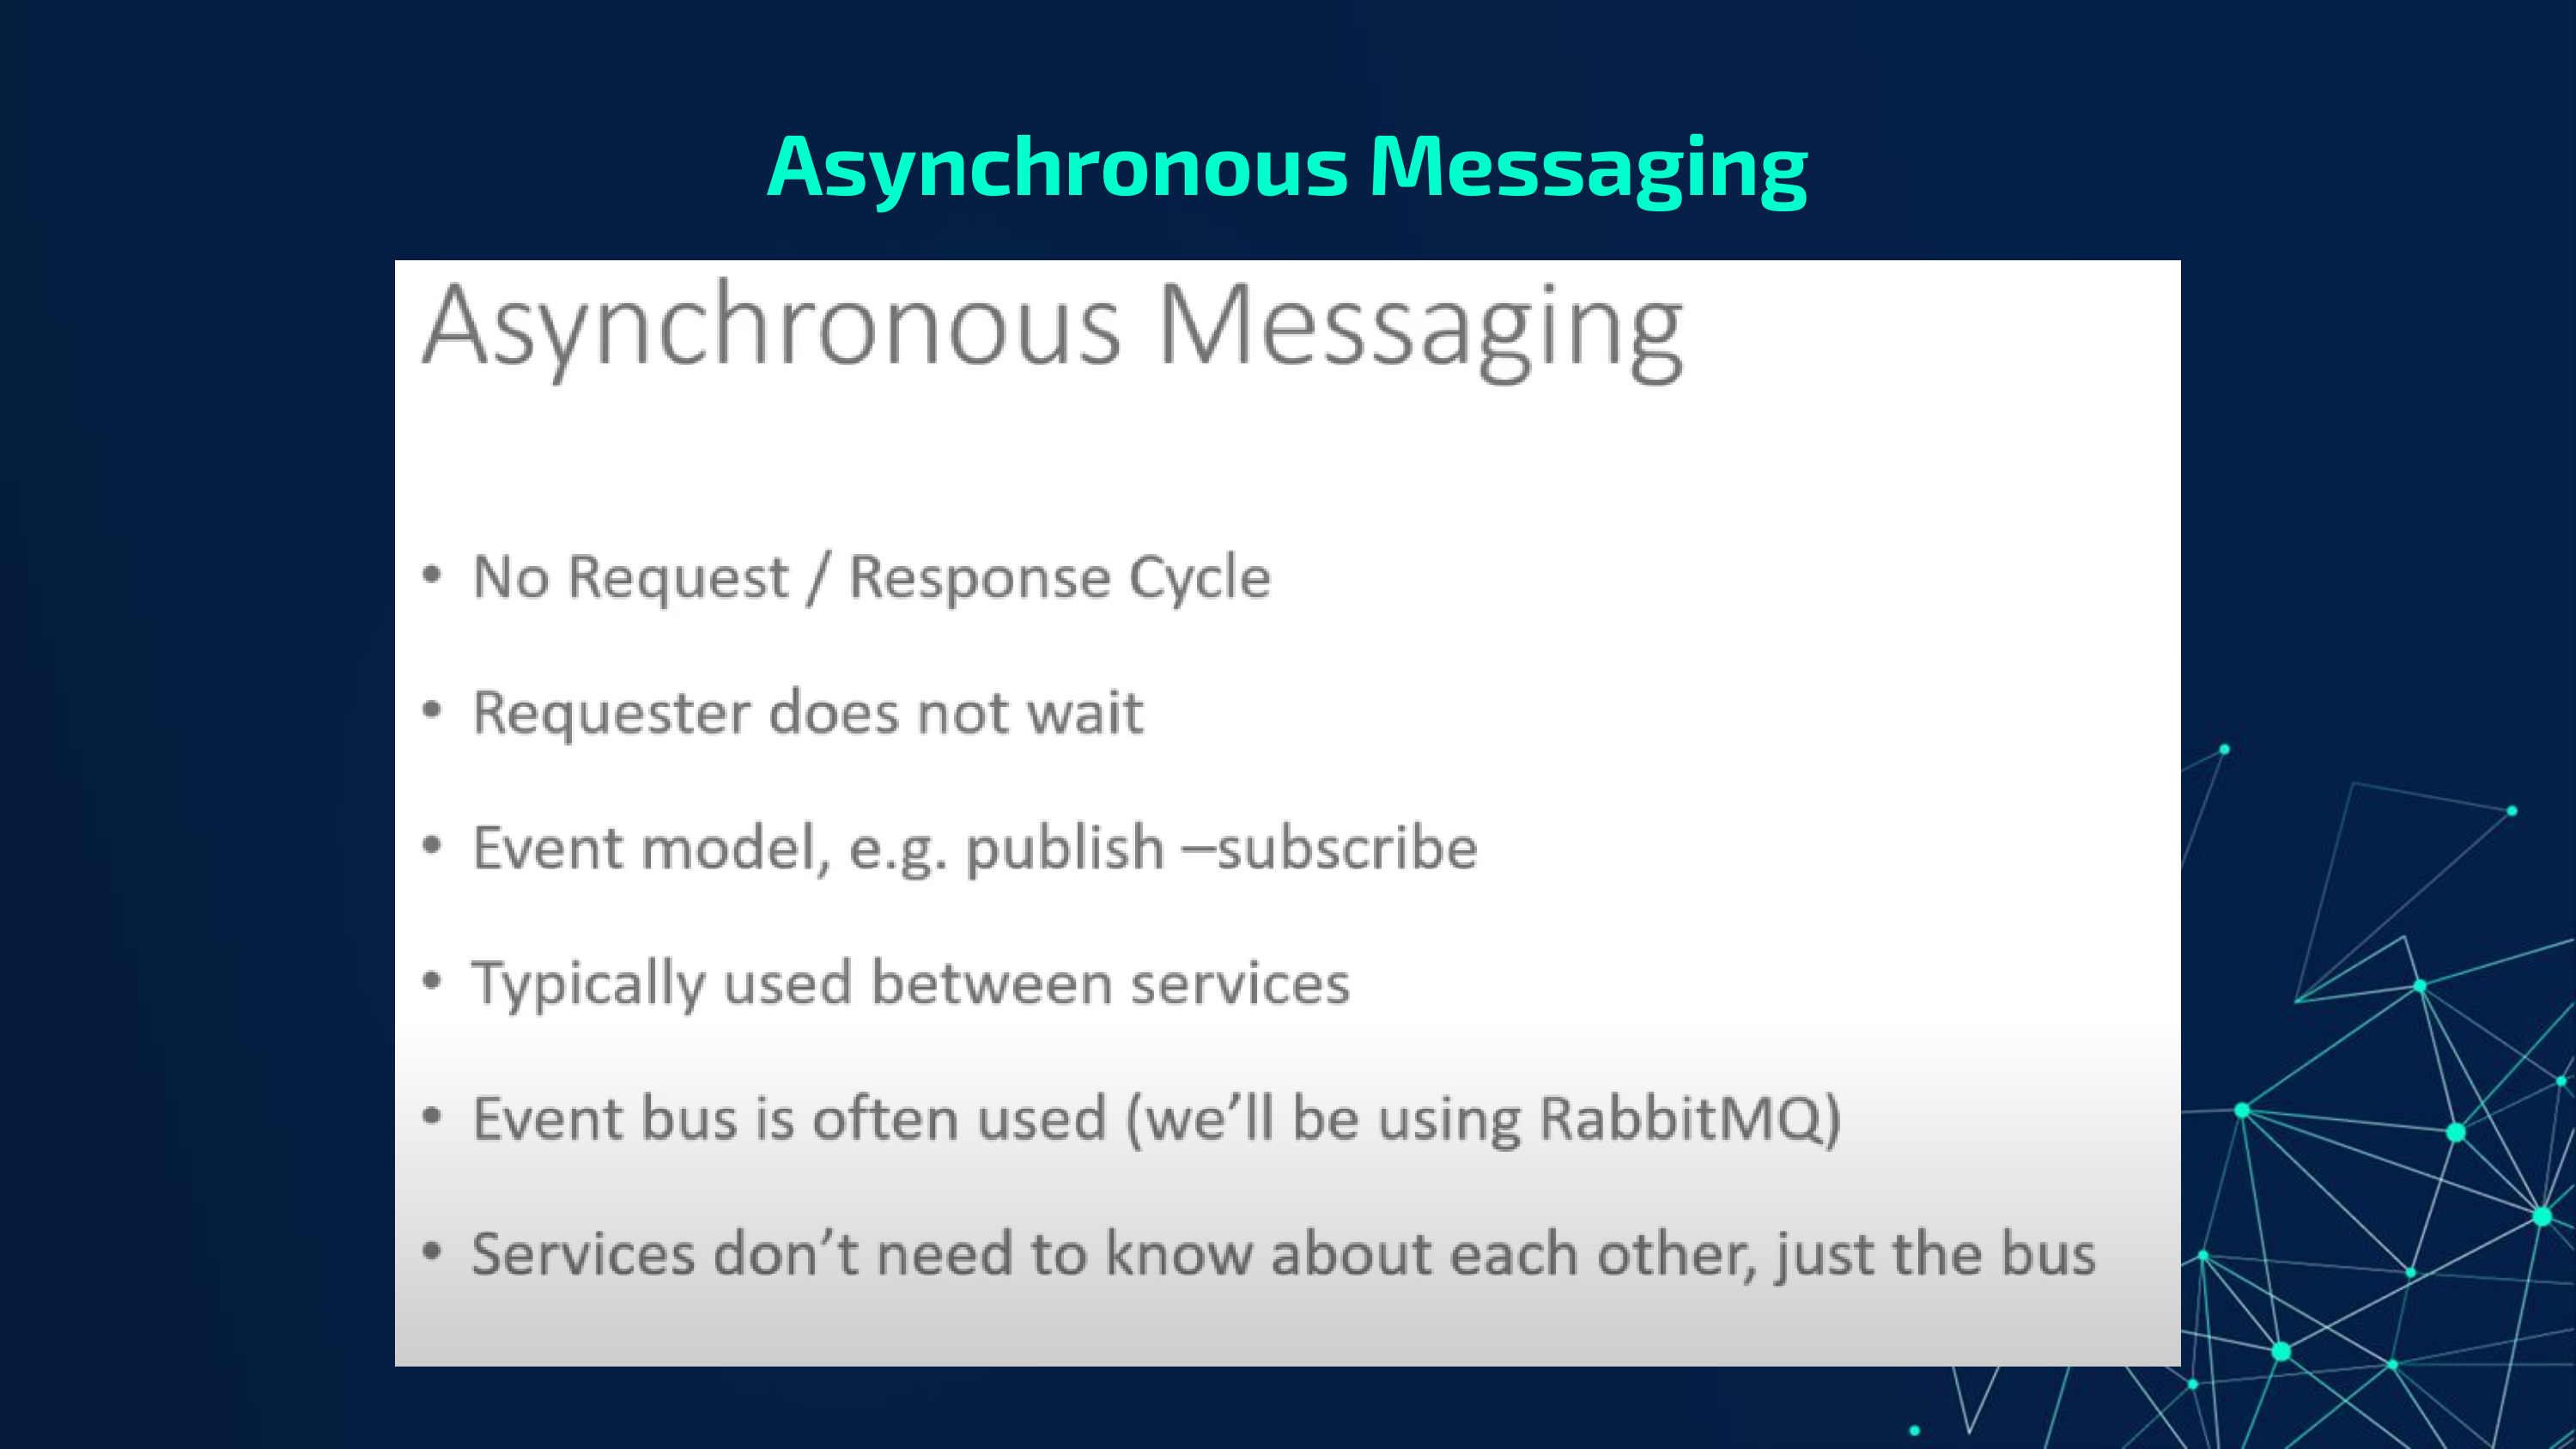 Asynchronous Messaging
Asynchronous Messaging
• No Request / Response Cycle
• Requester does not wait
• Event model, e.g. publish –subscribe
• Typically used between services
• Event bus is often used (we’ll be using RabbitMQ)
• Services don’t need to know about each other, just the bus